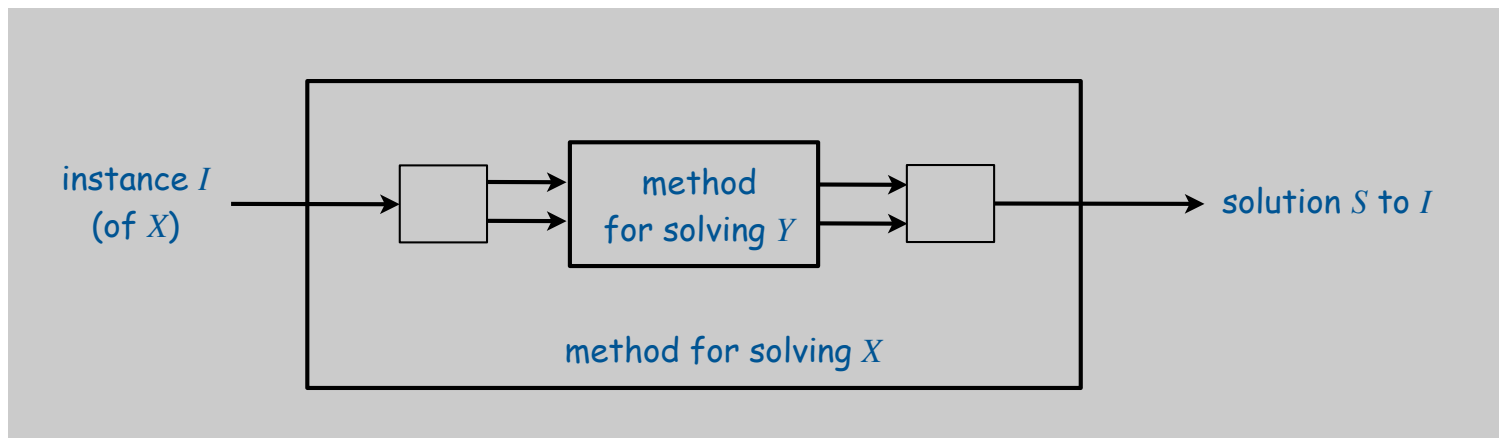 instance I
(of X)
method
for solving Y
solution S to I
method for solving X